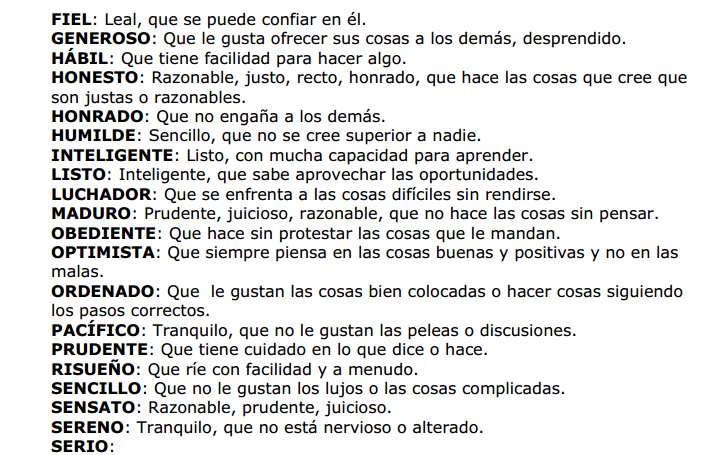 FIEL: Leal, que se puede confiar en él.
GENEROSO: Que le gusta ofrecer sus cosas a los demás, desprendido.
HÁBIL: Que tiene facilidad para hacer algo.
HONESTO: Razonable, justo, recto, honrado, que hace las cosas que cree que
son justas o razonables.
HONRADO: Que no engaña a los demás.
HUMILDE: Sencillo, que no se cree superior a nadie.
INTELIGENTE: Listo, con mucha capacidad para aprender.
LISTO: Inteligente, que sabe aprovechar las oportunidades.
LUCHADOR: Que se enfrenta a las cosas difíciles sin rendirse.
MADURO: Prudente, juicioso, razonable, que no hace las cosas sin pensar.
OBEDIENTE: Que hace sin protestar las cosas que le mandan.
OPTIMISTA: Que siempre piensa en las cosas buenas y positivas y no en las
malas.
ORDENADO: Que  le gustan las cosas bien colocadas o hacer cosas siguiendo
los pasos correctos.
PACÍFICO: Tranquilo, que no le gustan las peleas o discusiones.
PRUDENTE: Que tiene cuidado en lo que dice o hace.
RISUEÑO: Que ríe con facilidad y a menudo.
SENCILLO: Que no le gustan los lujos o las cosas complicadas.
SENSATO: Razonable, prudente, juicioso.
SERENO: Tranquilo, que no está nervioso o alterado.
SERIO: